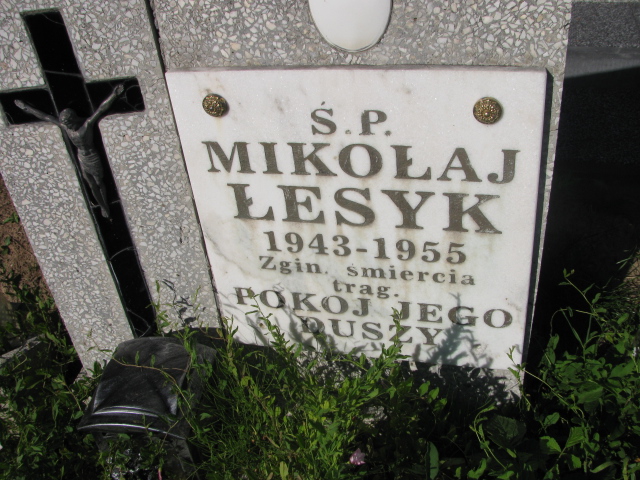 Ś.P.
MIKOŁAJ
ŁESYK
1943-1955
Zgin. śmiercia
trag.
POKOJ JEGO
DUSZY